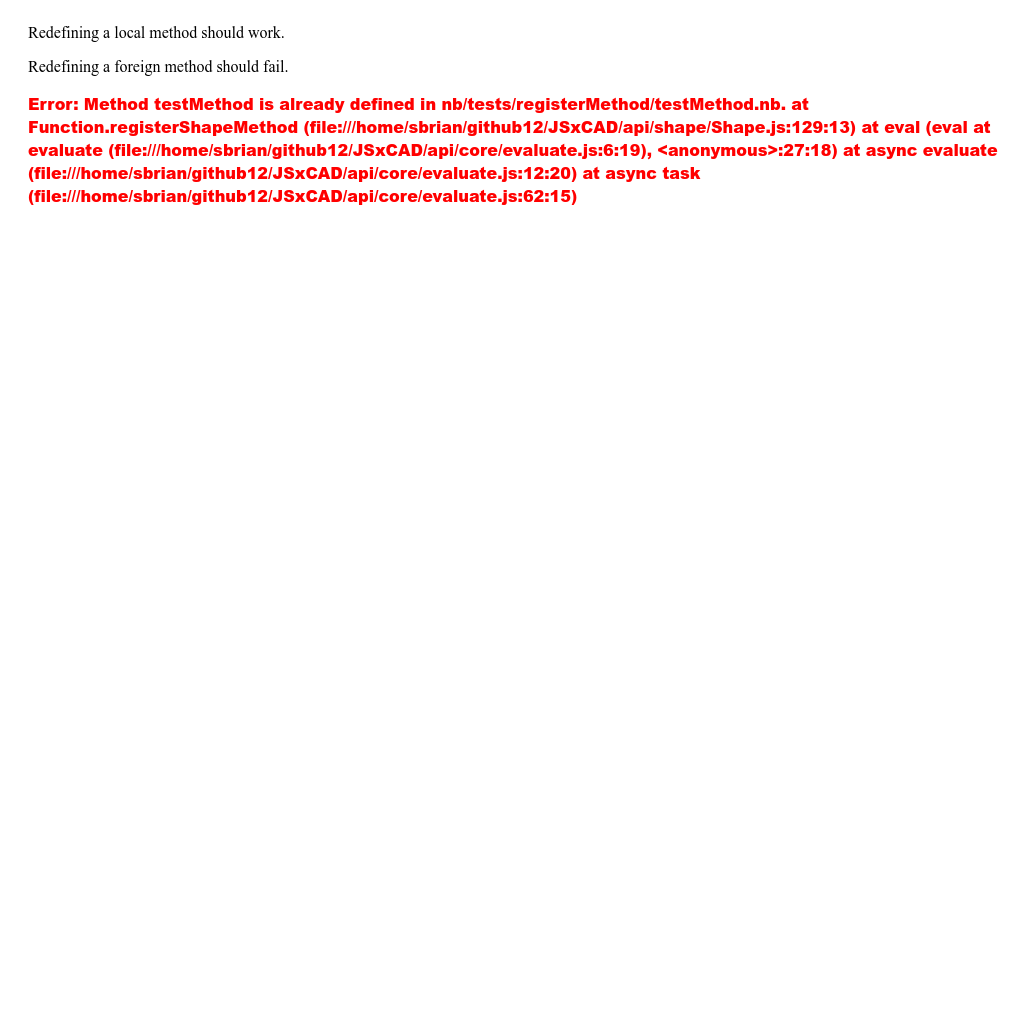 Redefining a local method should work.
Redefining a foreign method should fail.
Error: Method testMethod is already defined in nb/tests/registerMethod/testMethod.nb. at
Function.registerShapeMethod (file:///home/sbrian/github12/JSxCAD/api/shape/Shape.js:129:13) at eval (eval at
evaluate (file:///home/sbrian/github12/JSxCAD/api/core/evaluate.js:6:19), <anonymous>:27:18) at async evaluate
(file:///home/sbrian/github12/JSxCAD/api/core/evaluate.js:12:20) at async task
(file:///home/sbrian/github12/JSxCAD/api/core/evaluate.js:62:15)